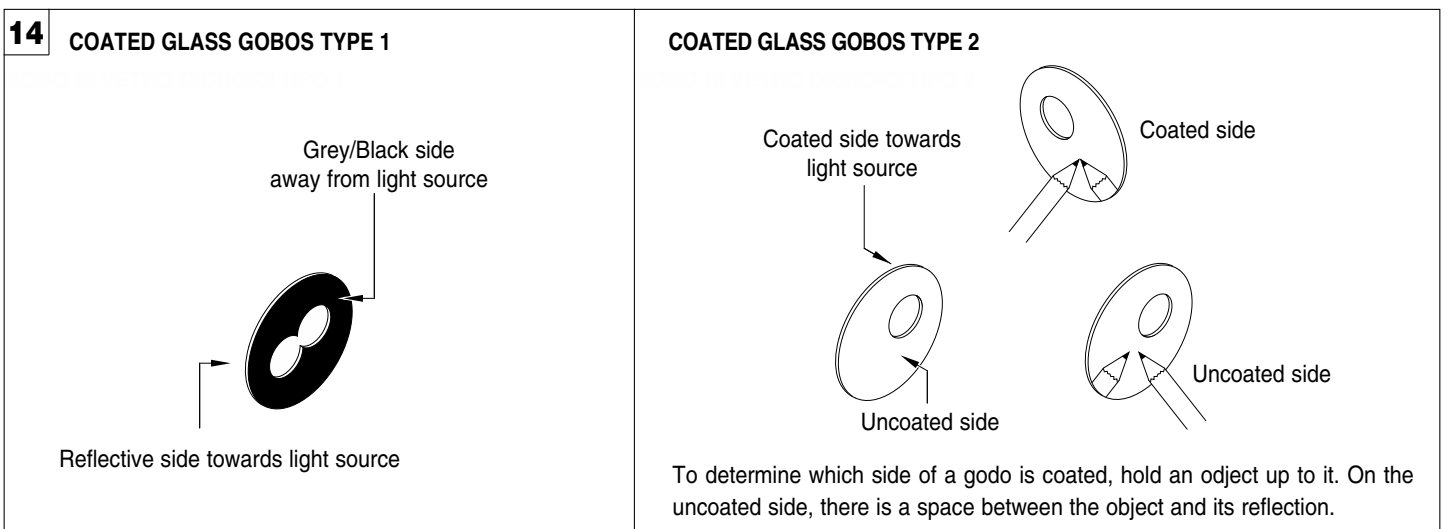 14
COATED GLASS GOBOS TYPE 1
Grey/Black side
away from light source
Reflective side towards light source
COATED GLASS GOBOS TYPE 2
Coated side towards
light source
Coated side
Uncoated side
Uncoated side
To determine which side of a godo is coated, hold an odject up to it. On the
uncoated side, there is a space between the object and its reflection.